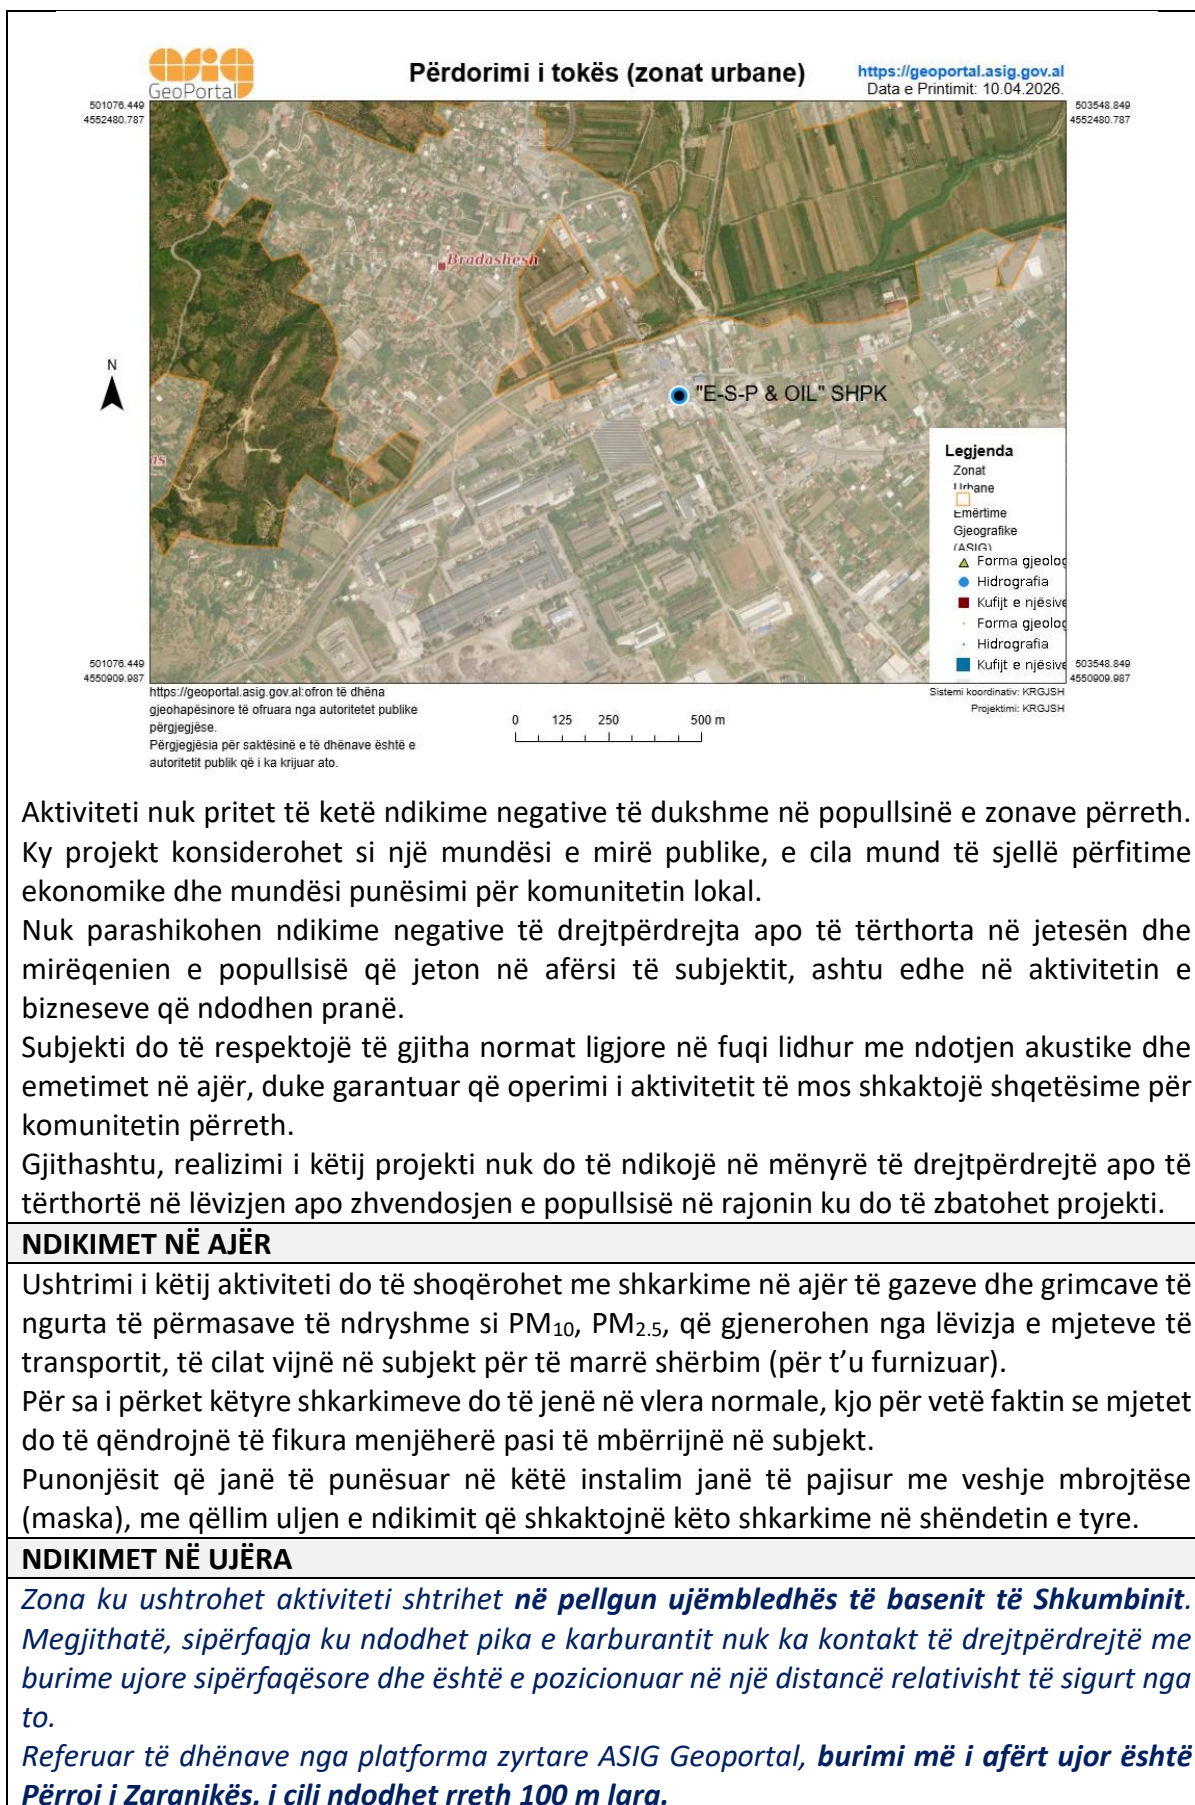 asig
GeoPortal
Përdorimi i tokës (zonat urbane)
https://geoportal.asig.gov.al
Data e Printimit: 10.04.2026.
501076.449
4552480.787
503548.849
4552480.787
Bradashesh
N
"E-S-P & OIL" SHPK
as
Legjenda
Zonat
Urbane
Emërtime
Gjeografike
(ASIG)
Forma gjeolog
Hidrografia
Kufijt e njësive
Forma gjeolog
Hidrografia
Kufijt e njësive
501076.449
4550909.987
503548.849
4550909.987
https://geoportal.asig.gov.al:ofron të dhëna
gjeohapësinore të ofruara nga autoritetet publike
përgjegjëse.
Përgjegjësia për saktësinë e të dhënave është e
autoritetit publik që i ka krijuar ato.
0 125 250 500 m
Sistemi koordinativ: KRGJSH
Projektimi: KRGJSH
Aktiviteti nuk pritet të ketë ndikime negative të dukshme në popullsinë e zonave përreth.
Ky projekt konsiderohet si një mundësi e mirë publike, e cila mund të sjellë përfitime
ekonomike dhe mundësi punësimi për komunitetin lokal.
Nuk parashikohen ndikime negative të drejtpërdrejta apo të tërthorta në jetesën dhe
mirëqenien e popullsisë që jeton në afërsi të subjektit, ashtu edhe në aktivitetin e
bizneseve që ndodhen pranë.
Subjekti do të respektojë të gjitha normat ligjore në fuqi lidhur me ndotjen akustike dhe
emetimet në ajër, duke garantuar që operimi i aktivitetit të mos shkaktojë shqetësime për
komunitetin përreth.
Gjithashtu, realizimi i këtij projekti nuk do të ndikojë në mënyrë të drejtpërdrejtë apo të
tërthortë në lëvizjen apo zhvendosjen e popullsisë në rajonin ku do të zbatohet projekti.
NDIKIMET NË AJËR
Ushtrimi i këtij aktiviteti do të shoqërohet me shkarkime në ajër të gazeve dhe grimcave të
ngurta të përmasave të ndryshme si PM10, PM2.5, që gjenerohen nga lëvizja e mjeteve të
transportit, të cilat vijnë në subjekt për të marrë shërbim (për t’u furnizuar).
Për sa i përket këtyre shkarkimeve do të jenë në vlera normale, kjo për vetë faktin se mjetet
do të qëndrojnë të fikura menjëherë pasi të mbërrijnë në subjekt.
Punonjësit që janë të punësuar në këtë instalim janë të pajisur me veshje mbrojtëse
(maska), me qëllim uljen e ndikimit që shkaktojnë këto shkarkime në shëndetin e tyre.
NDIKIMET NË UJËRA
Zona ku ushtrohet aktiviteti shtrihet në pellgun ujëmbledhës të basenit të Shkumbinit.
Megjithatë, sipërfaqja ku ndodhet pika e karburantit nuk ka kontakt të drejtpërdrejtë me
burime ujore sipërfaqësore dhe është e pozicionuar në një distancë relativisht të sigurt nga
to.
Referuar të dhënave nga platforma zyrtare ASIG Geoportal, burimi më i afërt ujor është
Përroi i Zaranikës, i cili ndodhet rreth 100 m larg.